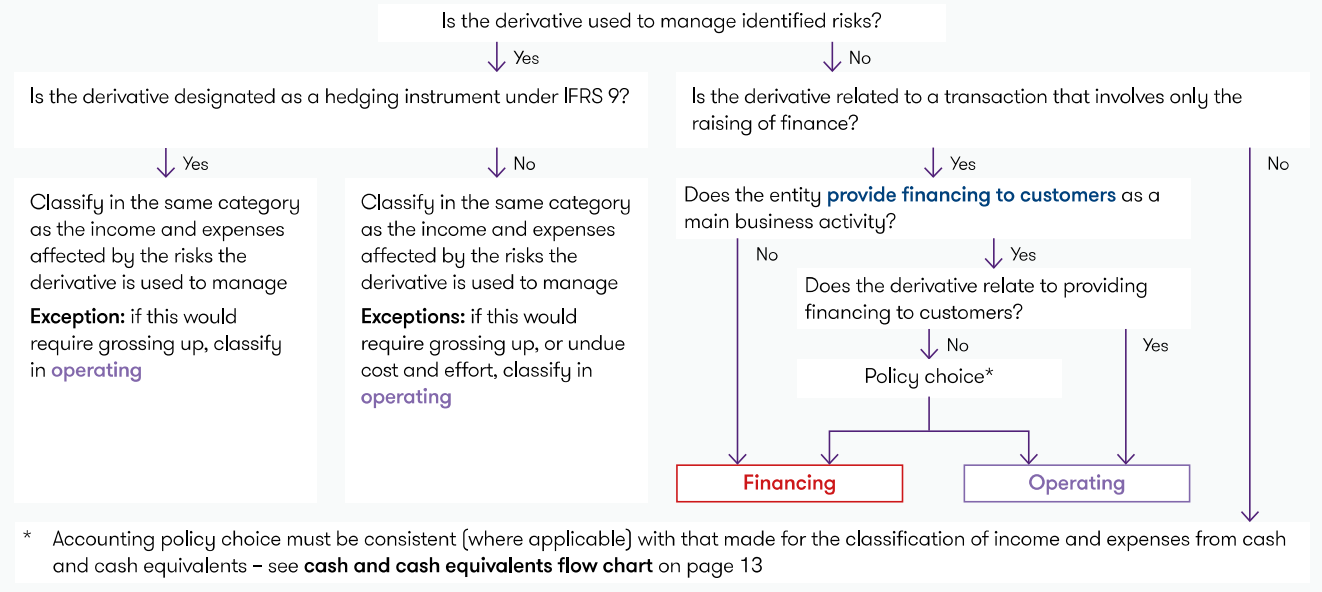 Is the derivative used to manage identified risks?
Yes
No
Is the derivative designated as a hedging instrument under IFRS 9?
Is the derivative related to a transaction that involves only the
raising of finance?
Yes
No
Yes
No
Classify in the same category
as the income and expenses
affected by the risks the
derivative is used to manage
Exception: if this would
require grossing up, classify
in operating
Classify in the same category
as the income and expenses
affected by the risks the
derivative is used to manage
Exceptions: if this would
require grossing up, or undue
cost and effort, classify in
operating
Does the entity provide financing to customers as a
main business activity?
No
Yes
Does the derivative relate to providing
financing to customers?
No
Yes
Policy choice*
Financing
Operating
* Accounting policy choice must be consistent (where applicable) with that made for the classification of income and expenses from cash
and cash equivalents – see cash and cash equivalents flow chart on page 13